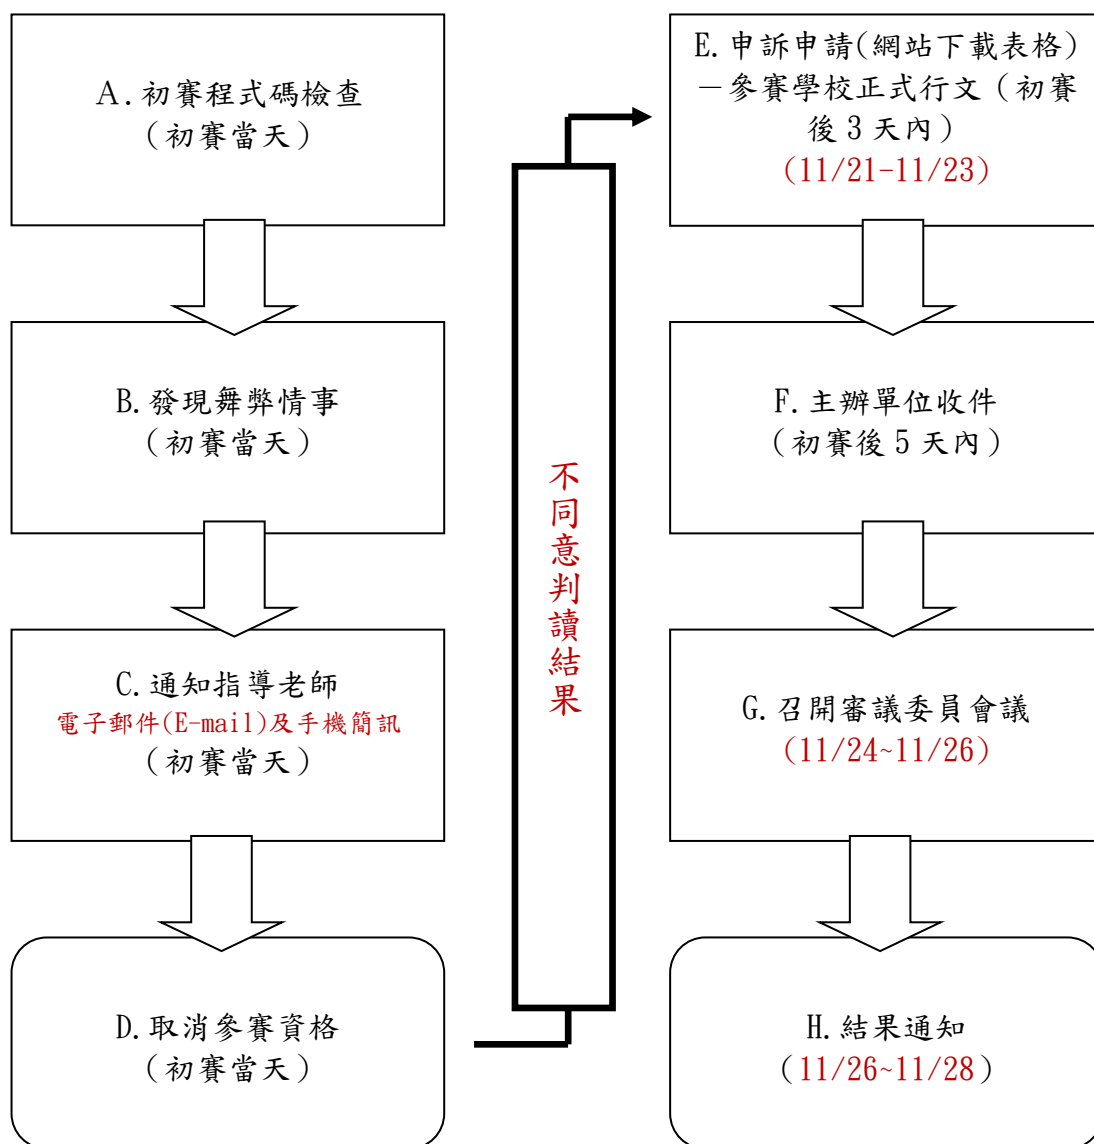 A.初賽程式碼檢查
（初賽當天）
B.發現舞弊情事
（初賽當天）
C.通知指導老師
電子郵件(E-mail)及手機簡訊
（初賽當天）
D.取消參賽資格
（初賽當天）
不同意判讀結果
E.申訴申請(網站下載表格)
－參賽學校正式行文（初賽
後 3 天內）
(11/21-11/23)
F.主辦單位收件
（初賽後 5 天內）
G.召開審議委員會議
(11/24~11/26)
H.結果通知
（11/26~11/28）